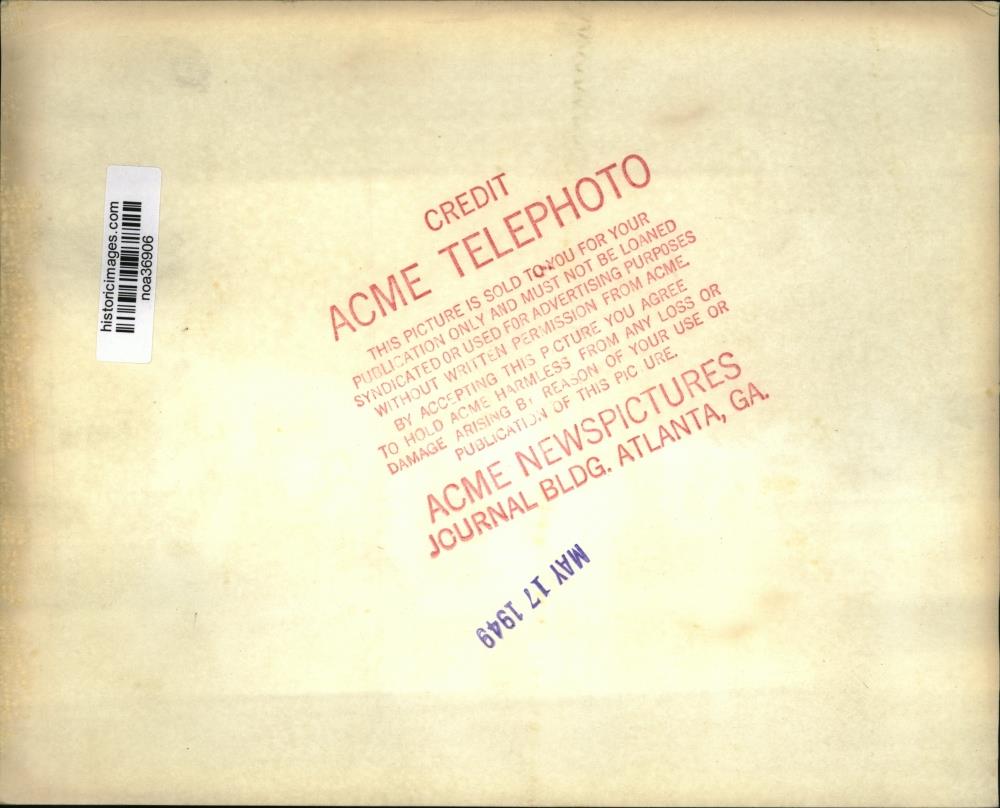 historicimages.com
noa36906
CREDIT
ACME TELEPHOTO
THIS PICTURE IS SOLD TO YOU FOR YOUR
PUBLICATION ONLY AND MUST NOT BE LOANED
SYNDICATED OR USED FOR ADVERTISING PURPOSES
WITHOUT WRITTEN PERMISSION FROM ACME.
BY ACCEPTING THIS P CTURE YOU AGREE
TO HOLD ACME HARMLESS FROM ANY LOSS OR
DAMAGE ARISING BY REASON OF YOUR USE OR
PUBLICATION OF THIS PIC URE.
ACME NEWSPICTURES
JOURNAL BLDG. ATLANTA, GA.
MAY 17 1949